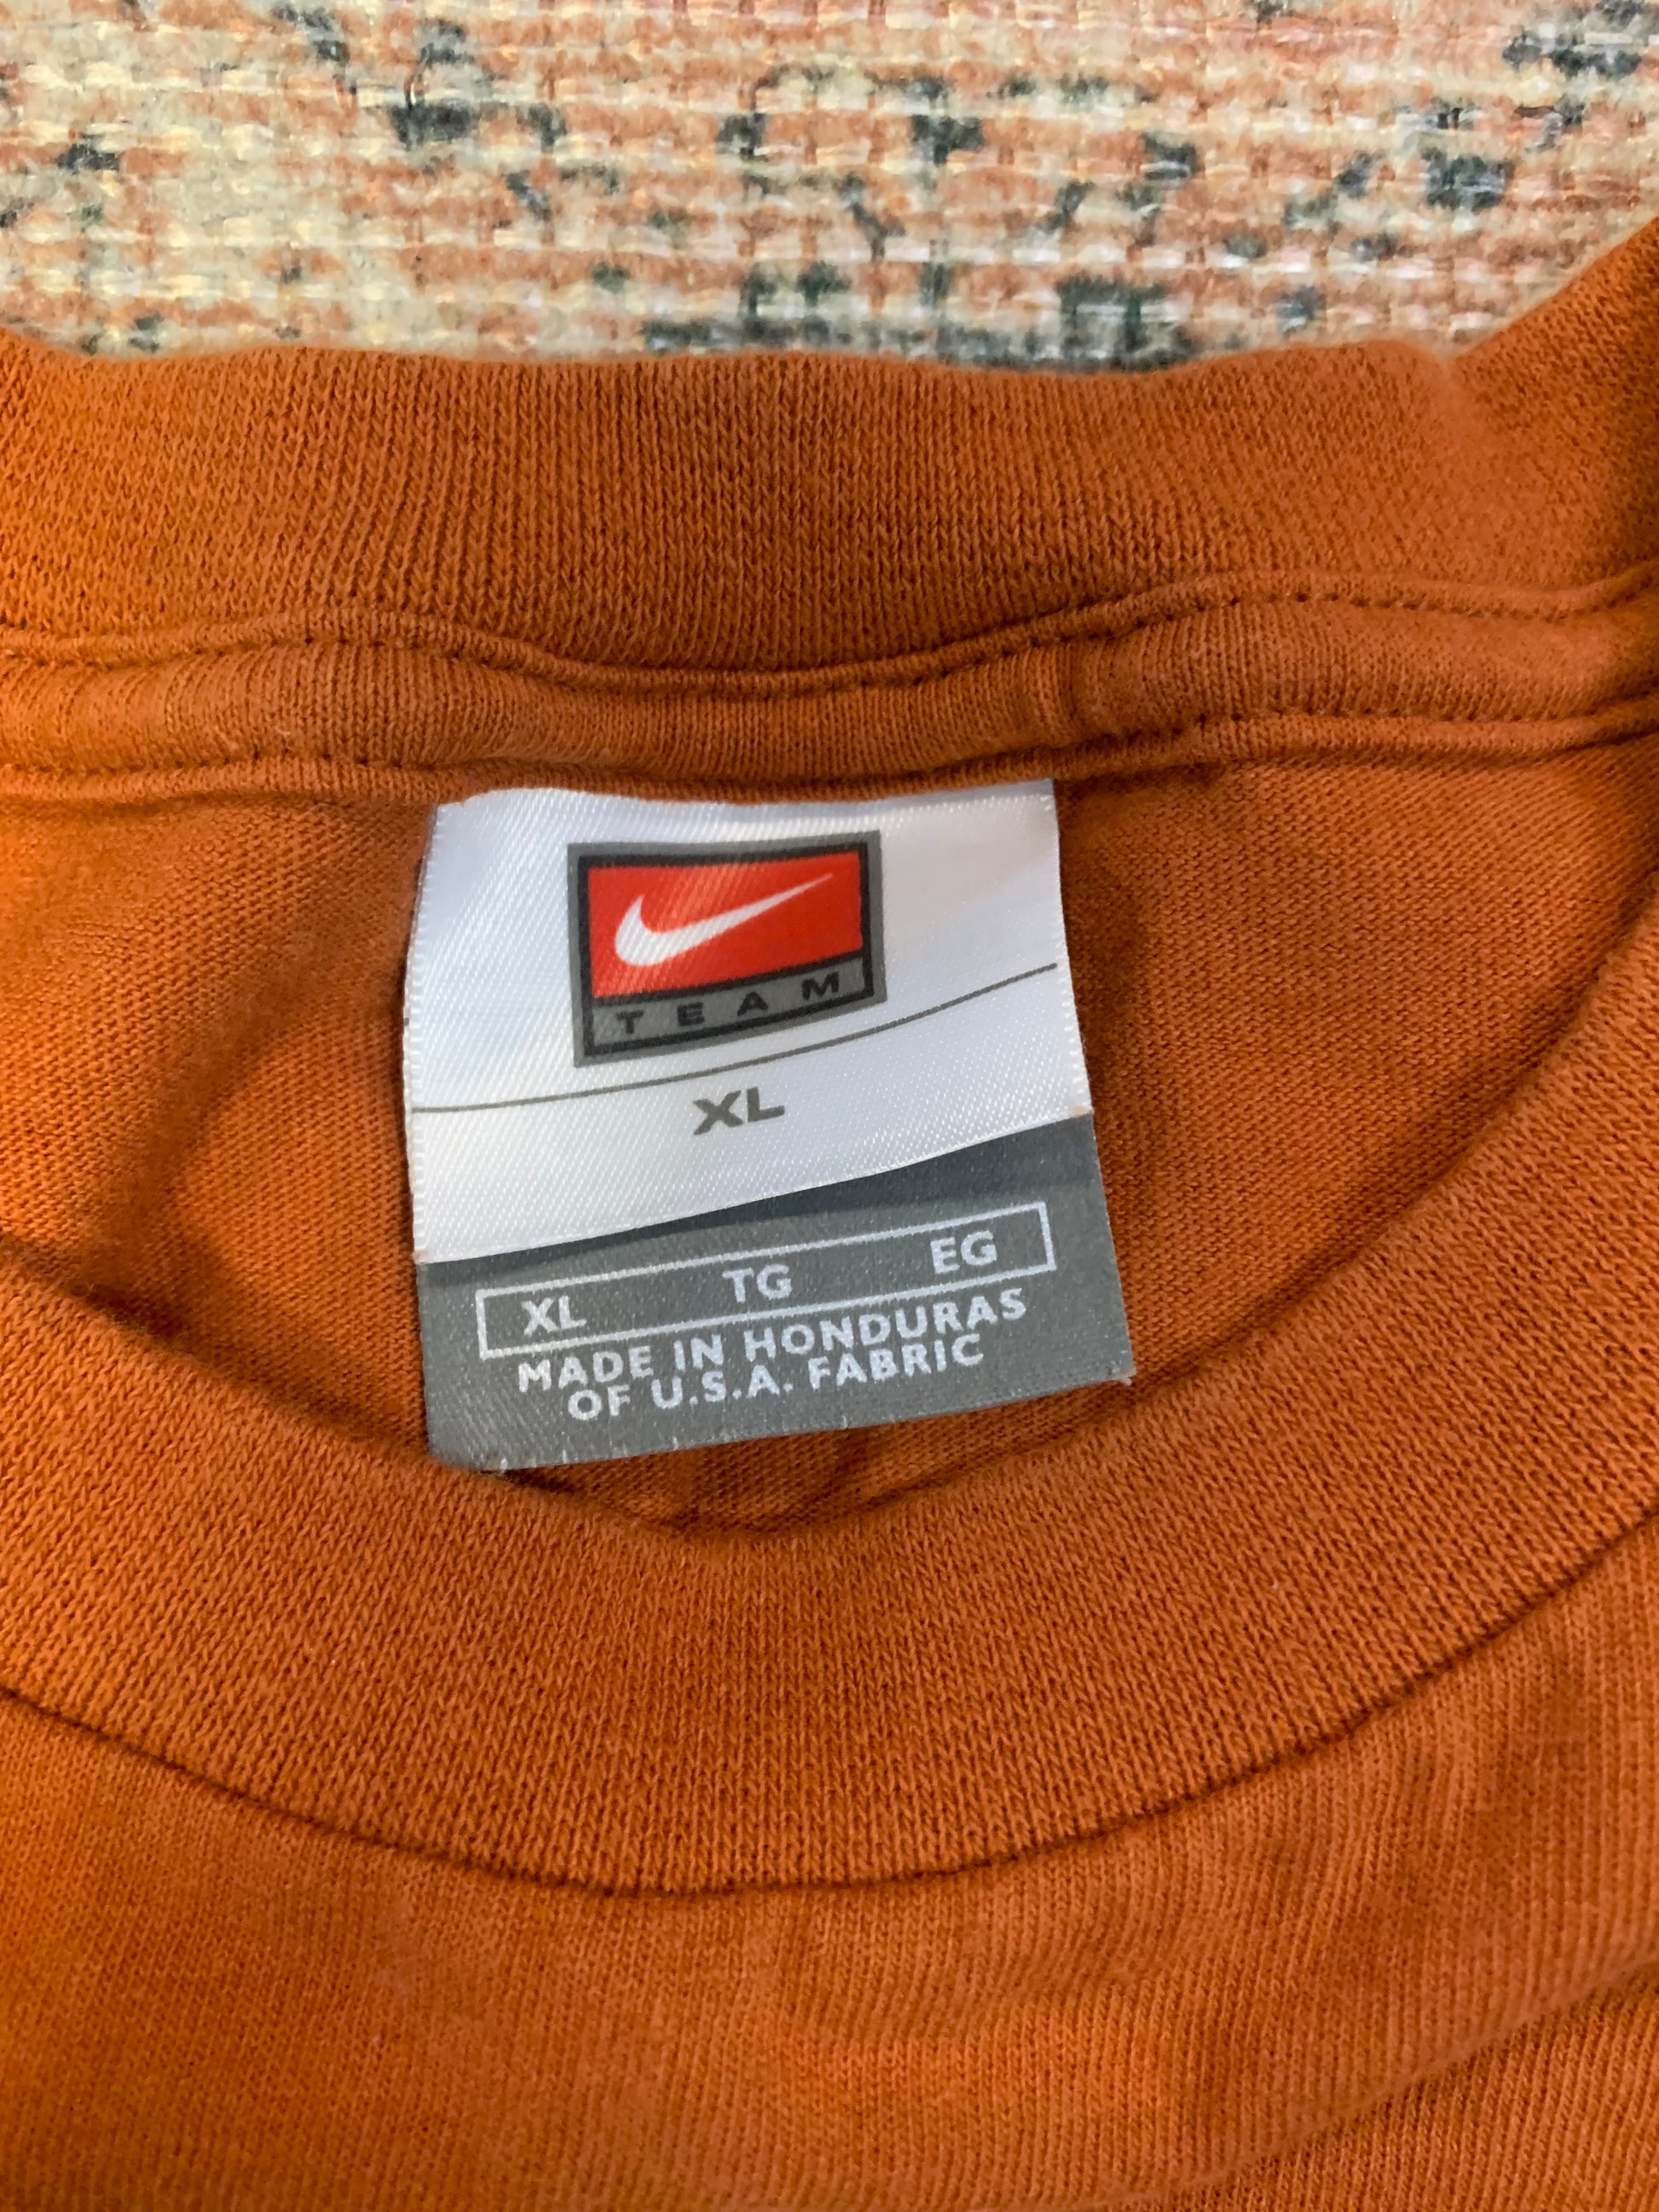 TEAM
XL
XL TG EG
MADE IN HONDURAS
OF U.S.A. FABRIC